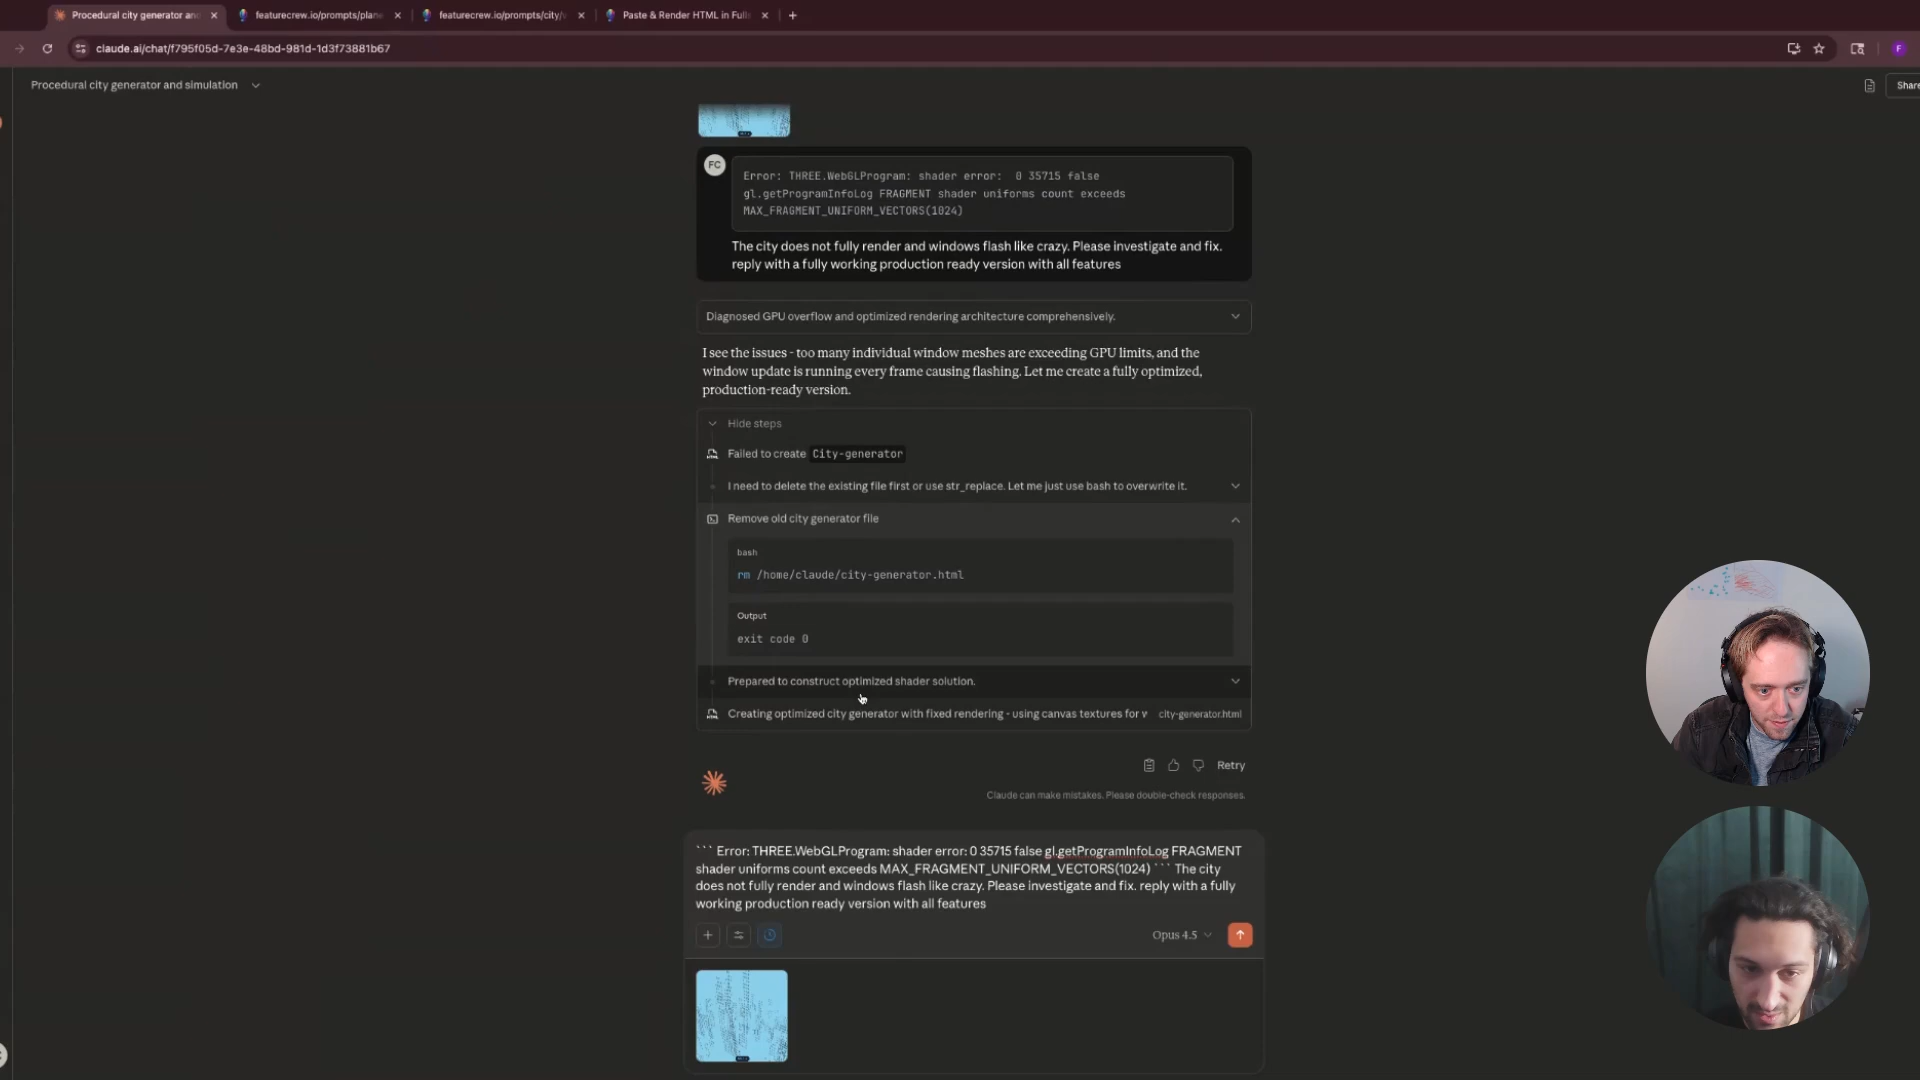 Procedural city generator and
featurecrew.io/prompts/plane
featurecrew.io/prompts/city/v
Paste & Render HTML in Full
claude.ai/chat/f795f05d-7e3e-48bd-981d-1d3f73881b67
F
Procedural city generator and simulation
Share
FC
Error: THREE.WebGLProgram: shader error:  0 35715 false
gl.getProgramInfoLog FRAGMENT shader uniforms count exceeds
MAX_FRAGMENT_UNIFORM_VECTORS(1024)
The city does not fully render and windows flash like crazy. Please investigate and fix.
reply with a fully working production ready version with all features
Diagnosed GPU overflow and optimized rendering architecture comprehensively.
I see the issues - too many individual window meshes are exceeding GPU limits, and the
window update is running every frame causing flashing. Let me create a fully optimized,
production-ready version.
Hide steps
Failed to create City-generator
I need to delete the existing file first or use str_replace. Let me just use bash to overwrite it.
Remove old city generator file
bash
rm /home/claude/city-generator.html
Output
exit code 0
Prepared to construct optimized shader solution.
Creating optimized city generator with fixed rendering - using canvas textures for w city-generator.html
Retry
Claude can make mistakes. Please double-check responses.
``` Error: THREE.WebGLProgram: shader error: 0 35715 false gl.getProgramInfoLog FRAGMENT
shader uniforms count exceeds MAX_FRAGMENT_UNIFORM_VECTORS(1024) ``` The city
does not fully render and windows flash like crazy. Please investigate and fix. reply with a fully
working production ready version with all features
Opus 4.5